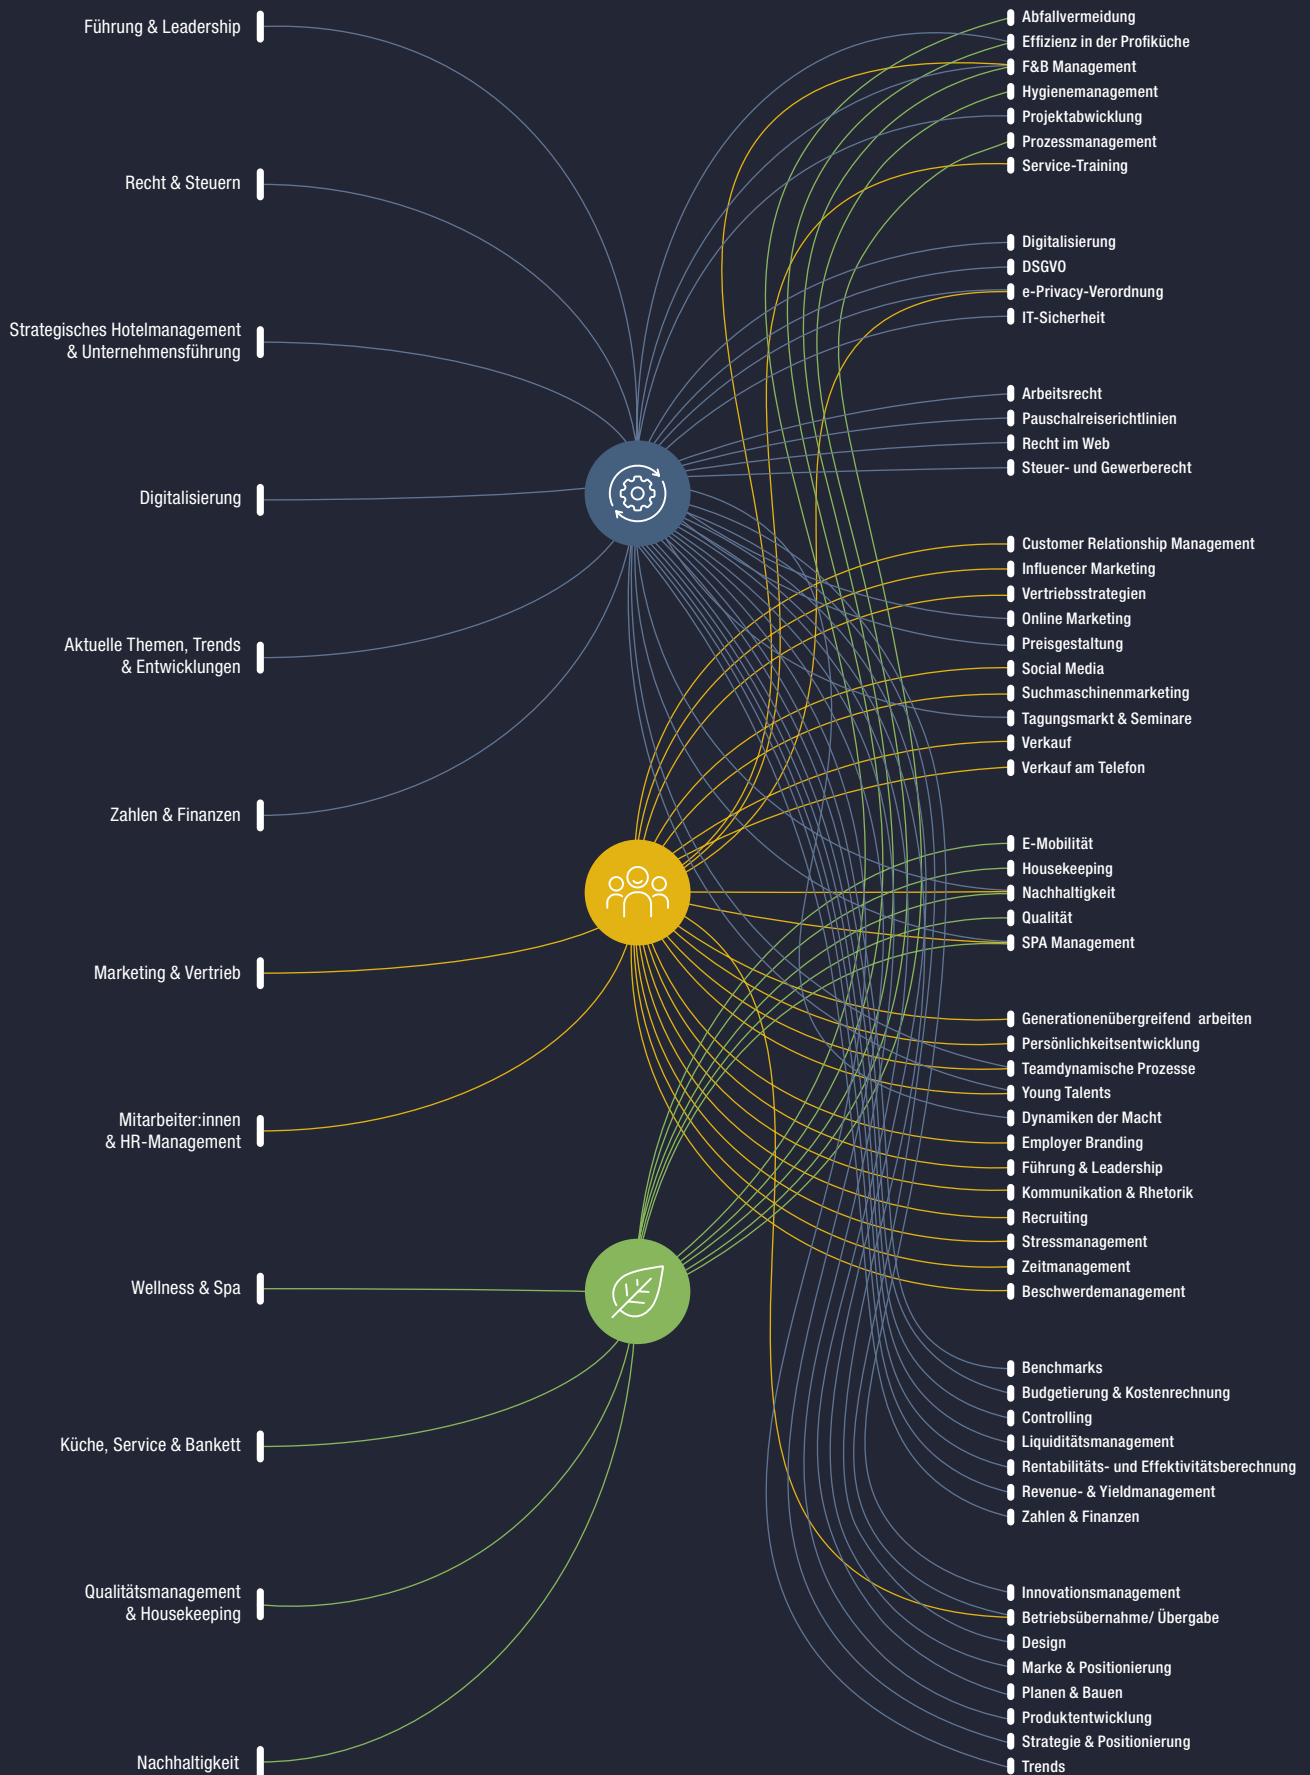 Führung & Leadership
Recht & Steuern
Strategisches Hotelmanagement
& Unternehmensführung
Digitalisierung
Aktuelle Themen, Trends
& Entwicklungen
Zahlen & Finanzen
Marketing & Vertrieb
Mitarbeiter:innen
& HR-Management
Wellness & Spa
Küche, Service & Bankett
Qualitätsmanagement
& Housekeeping
Nachhaltigkeit
Abfallvermeidung
Effizienz in der Profiküche
F&B Management
Hygienemanagement
Projektabwicklung
Prozessmanagement
Service-Training
Digitalisierung
DSGVO
e-Privacy-Verordnung
IT-Sicherheit
Arbeitsrecht
Pauschalreiserichtlinien
Recht im Web
Steuer- und Gewerberecht
Customer Relationship Management
Influencer Marketing
Vertriebsstrategien
Online Marketing
Preisgestaltung
Social Media
Suchmaschinenmarketing
Tagungsmarkt & Seminare
Verkauf
Verkauf am Telefon
E-Mobilität
Housekeeping
Nachhaltigkeit
Qualität
SPA Management
Generationenübergreifend  arbeiten
Persönlichkeitsentwicklung
Teamdynamische Prozesse
Young Talents
Dynamiken der Macht
Employer Branding
Führung & Leadership
Kommunikation & Rhetorik
Recruiting
Stressmanagement
Zeitmanagement
Beschwerdemanagement
Benchmarks
Budgetierung & Kostenrechnung
Controlling
Liquiditätsmanagement
Rentabilitäts- und Effektivitätsberechnung
Revenue- & Yieldmanagement
Zahlen & Finanzen
Innovationsmanagement
Betriebsübernahme/ Übergabe
Design
Marke & Positionierung
Planen & Bauen
Produktentwicklung
Strategie & Positionierung
Trends